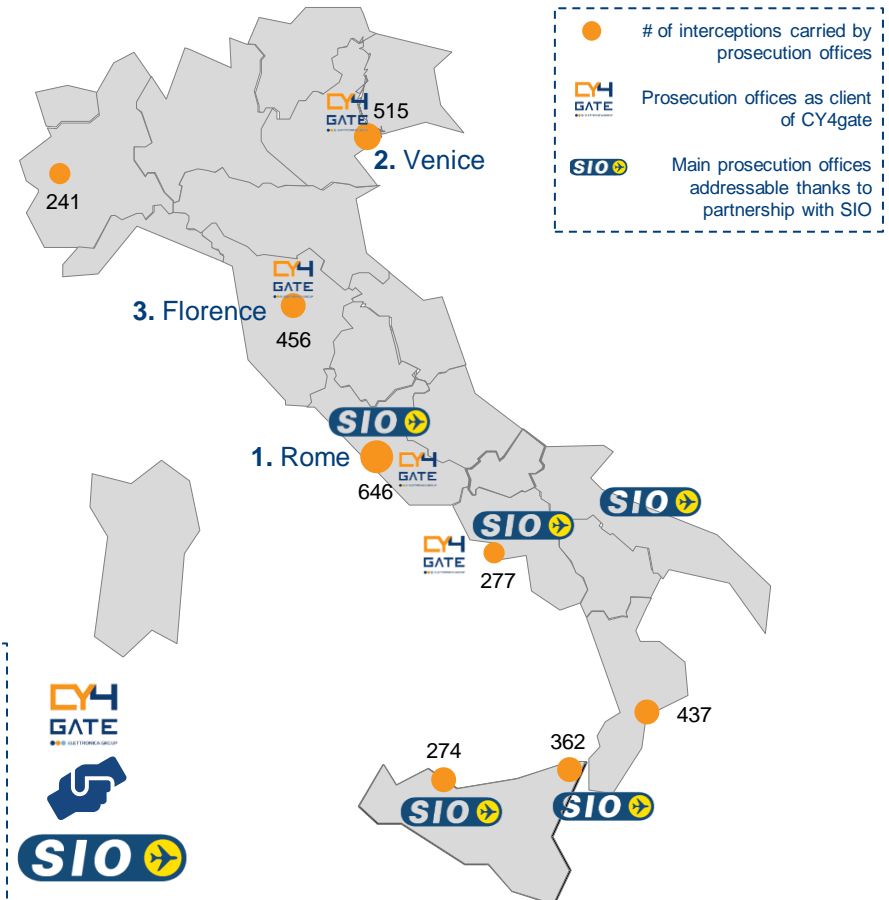 # of interceptions carried by
prosecution offices
CY4
GATE
Prosecution offices as client
of CY4gate
SIO
Main prosecution offices
addressable thanks to
partnership with SIO
CY4
GATE
515
2. Venice
241
CY4
GATE
3. Florence
456
SIO
1. Rome
CY4
GATE
646
SIO
SIO
CY4
GATE
277
437
362
274
SIO
SIO
CY4
GATE
ELETTRONICA GROUP
SIO